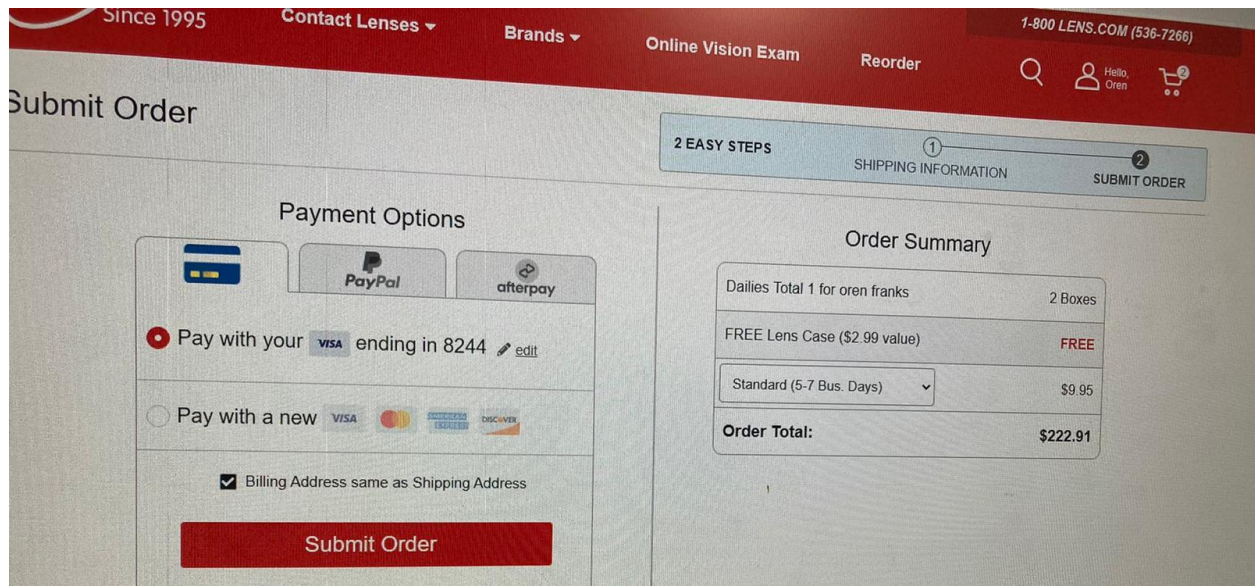 Since 1995
Contact Lenses
Brands
Online Vision Exam
Reorder
1-800 LENS.COM (536-7266)
Hello,
Oren
2
Submit Order
2 EASY STEPS
1
SHIPPING INFORMATION
2
SUBMIT ORDER
Payment Options
PayPal
afterpay
Pay with your VISA ending in 8244 edit
Pay with a new VISA AMERICAN EXPRESS DISCOVER
Billing Address same as Shipping Address
Submit Order
Order Summary
Dailies Total 1 for oren franks 2 Boxes
FREE Lens Case ($2.99 value) FREE
Standard (5-7 Bus. Days) $9.95
Order Total: $222.91